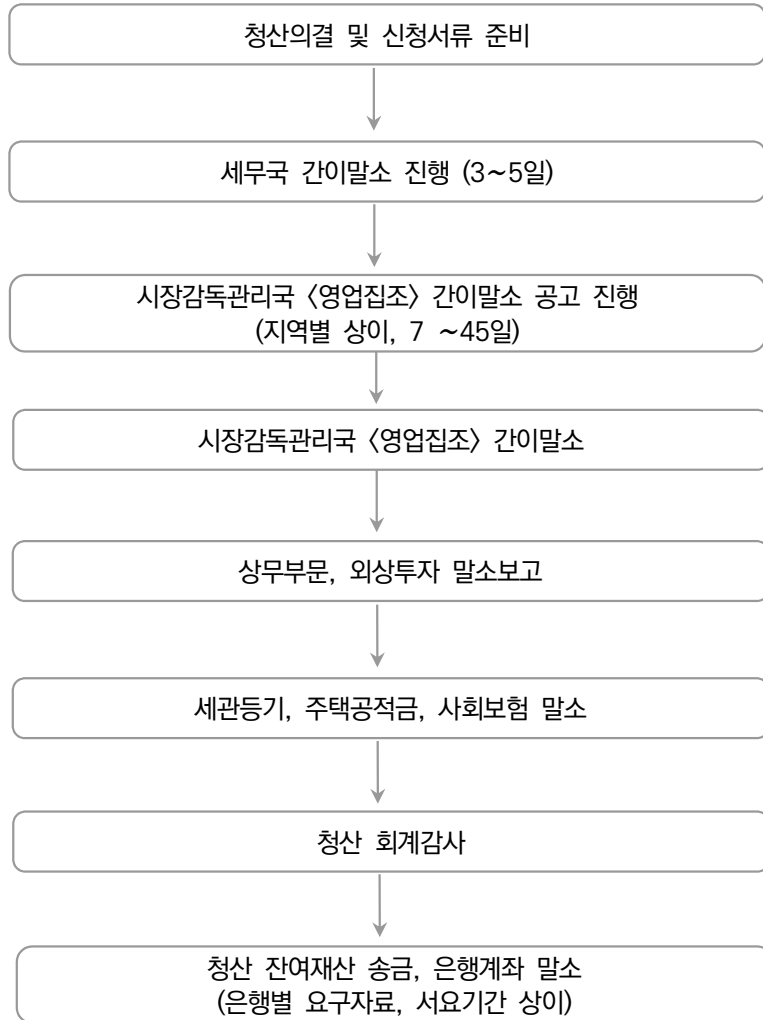 청산의결 및 신청서류 준비
세무국 간이말소 진행 (3~5일)
시장감독관리국 〈영업집조〉 간이말소 공고 진행
(지역별 상이, 7 ~45일)
시장감독관리국 〈영업집조〉 간이말소
상무부문, 외상투자 말소보고
세관등기, 주택공적금, 사회보험 말소
청산 회계감사
청산 잔여재산 송금, 은행계좌 말소
(은행별 요구자료, 서요기간 상이)